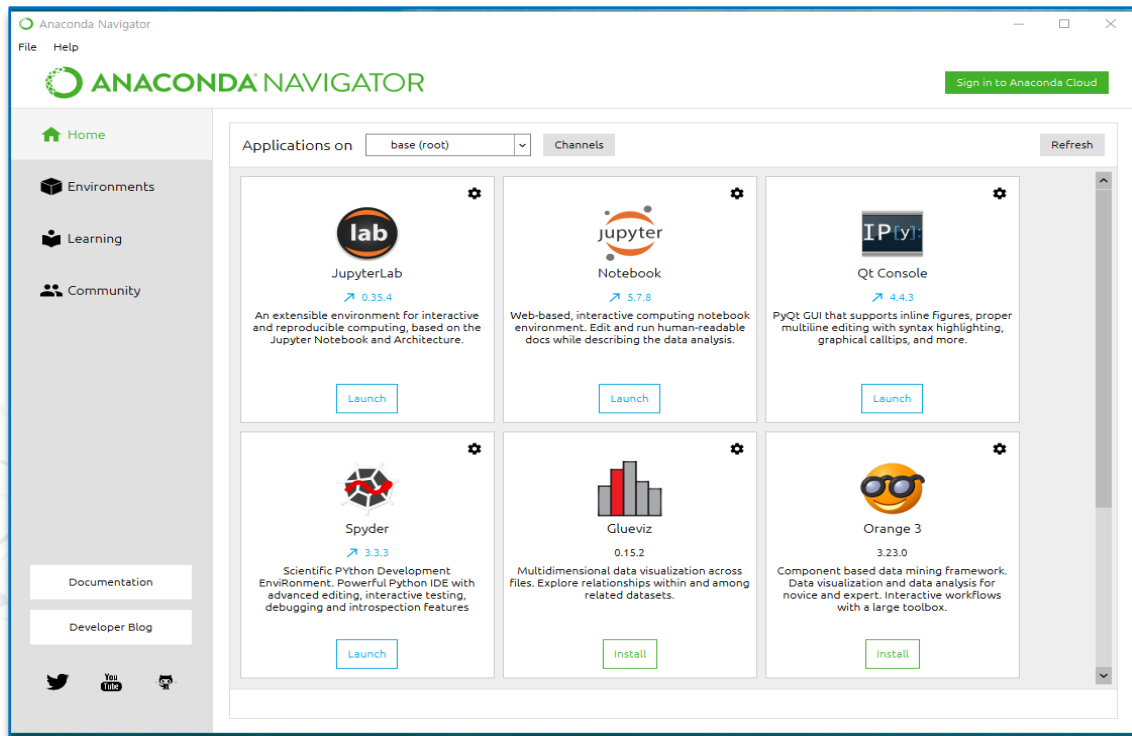 Anaconda Navigator
File Help
ANACONDA NAVIGATOR
Sign in to Anaconda Cloud
Home
Environments
Learning
Community
Documentation
Developer Blog
You
Tube
Applications on base (root) Channels Refresh
lab
JupyterLab
0.35.4
An extensible environment for interactive
and reproducible computing, based on the
Jupyter Notebook and Architecture.
Launch
jupyter
Notebook
5.7.8
Web-based, interactive computing notebook
environment. Edit and run human-readable
docs while describing the data analysis.
Launch
IP[y]:
Qt Console
4.4.3
PyQt GUI that supports inline figures, proper
multiline editing with syntax highlighting,
graphical calltips, and more.
Launch
Spyder
3.3.3
Scientific PYthon Development
EnviRonment. Powerful Python IDE with
advanced editing, interactive testing,
debugging and introspection features
Launch
Glueviz
0.15.2
Multidimensional data visualization across
files. Explore relationships within and among
related datasets.
Install
Orange 3
3.23.0
Component based data mining framework.
Data visualization and data analysis for
novice and expert. Interactive workflows
with a large toolbox.
Install